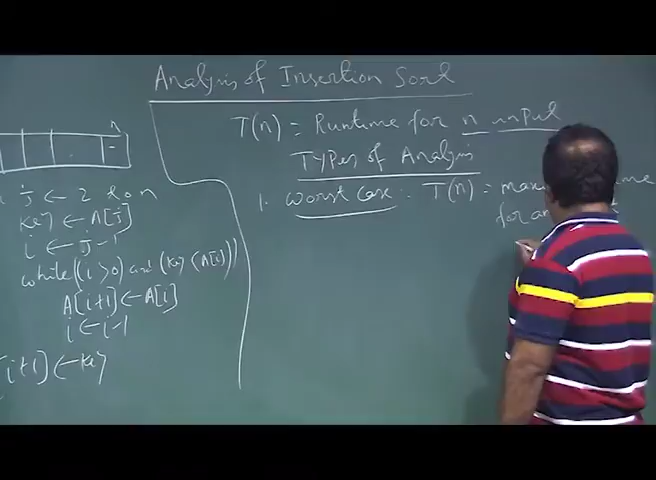 Analysis of Insertion Sort
T(n) = Runtime for n input
Types of Analysis
1. Worst Case : T(n) =
for
n
j ← 2 to n
key ← A[j]
i ← j-1
while((i>0) and (key < A[i]))
A[i+1] ← A[i]
i ← i-1
[i+1] ← key